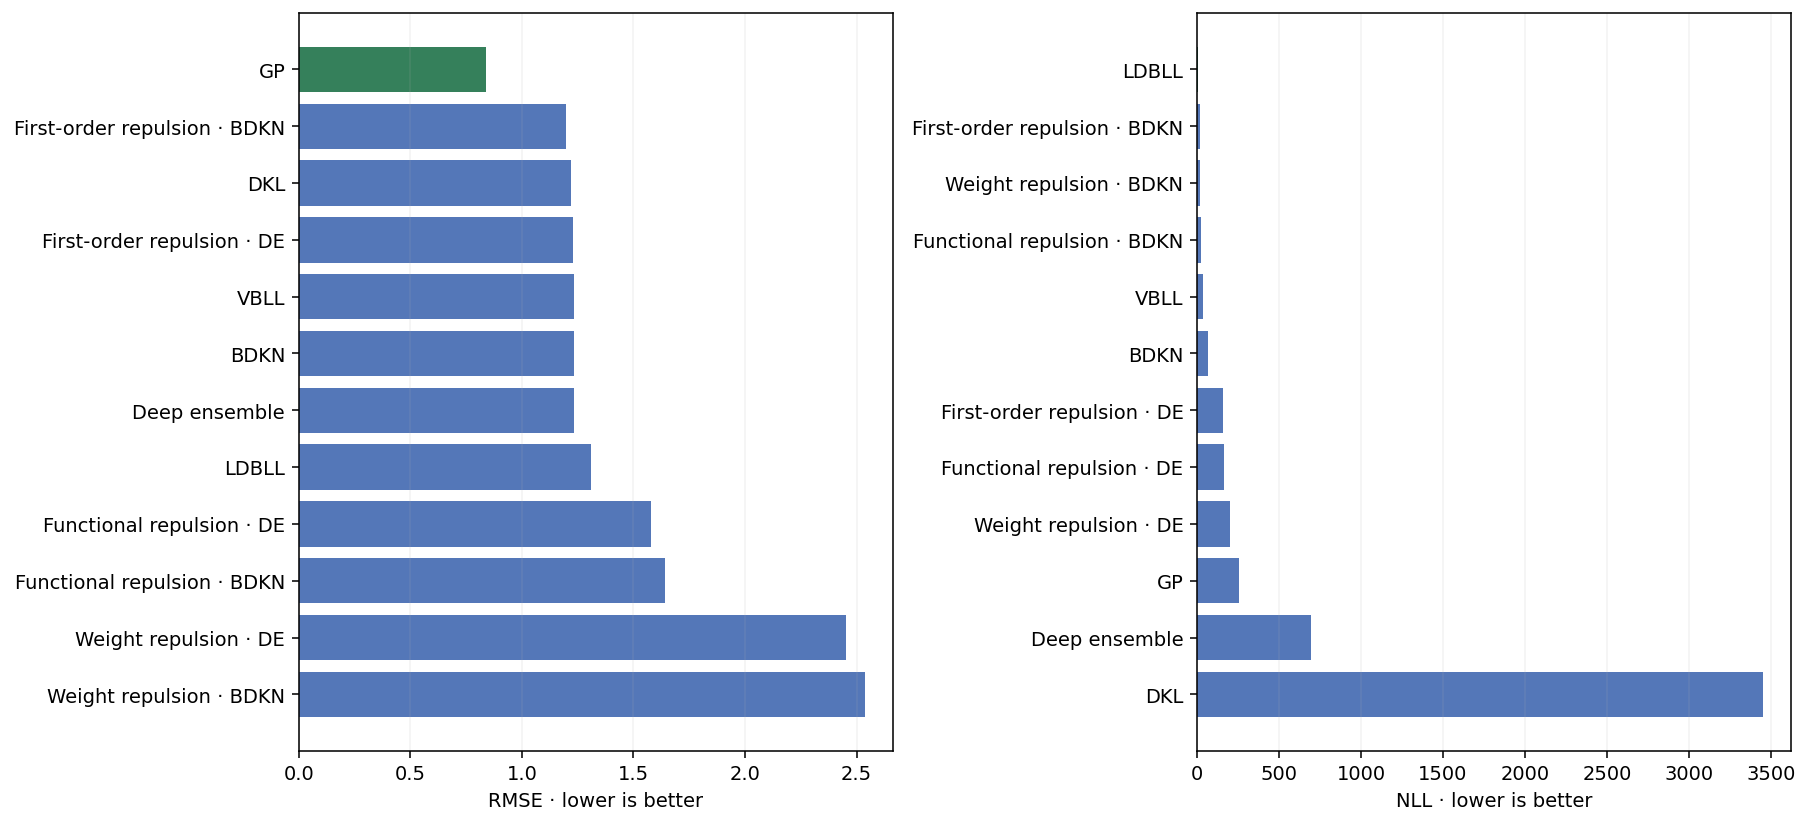 GP
First-order repulsion · BDKN
DKL
First-order repulsion · DE
VBLL
BDKN
Deep ensemble
LDBLL
Functional repulsion · DE
Functional repulsion · BDKN
Weight repulsion · DE
Weight repulsion · BDKN
0.0 0.5 1.0 1.5 2.0 2.5
RMSE · lower is better
LDBLL
First-order repulsion · BDKN
Weight repulsion · BDKN
Functional repulsion · BDKN
VBLL
BDKN
First-order repulsion · DE
Functional repulsion · DE
Weight repulsion · DE
GP
Deep ensemble
DKL
0 500 1000 1500 2000 2500 3000 3500
NLL · lower is better